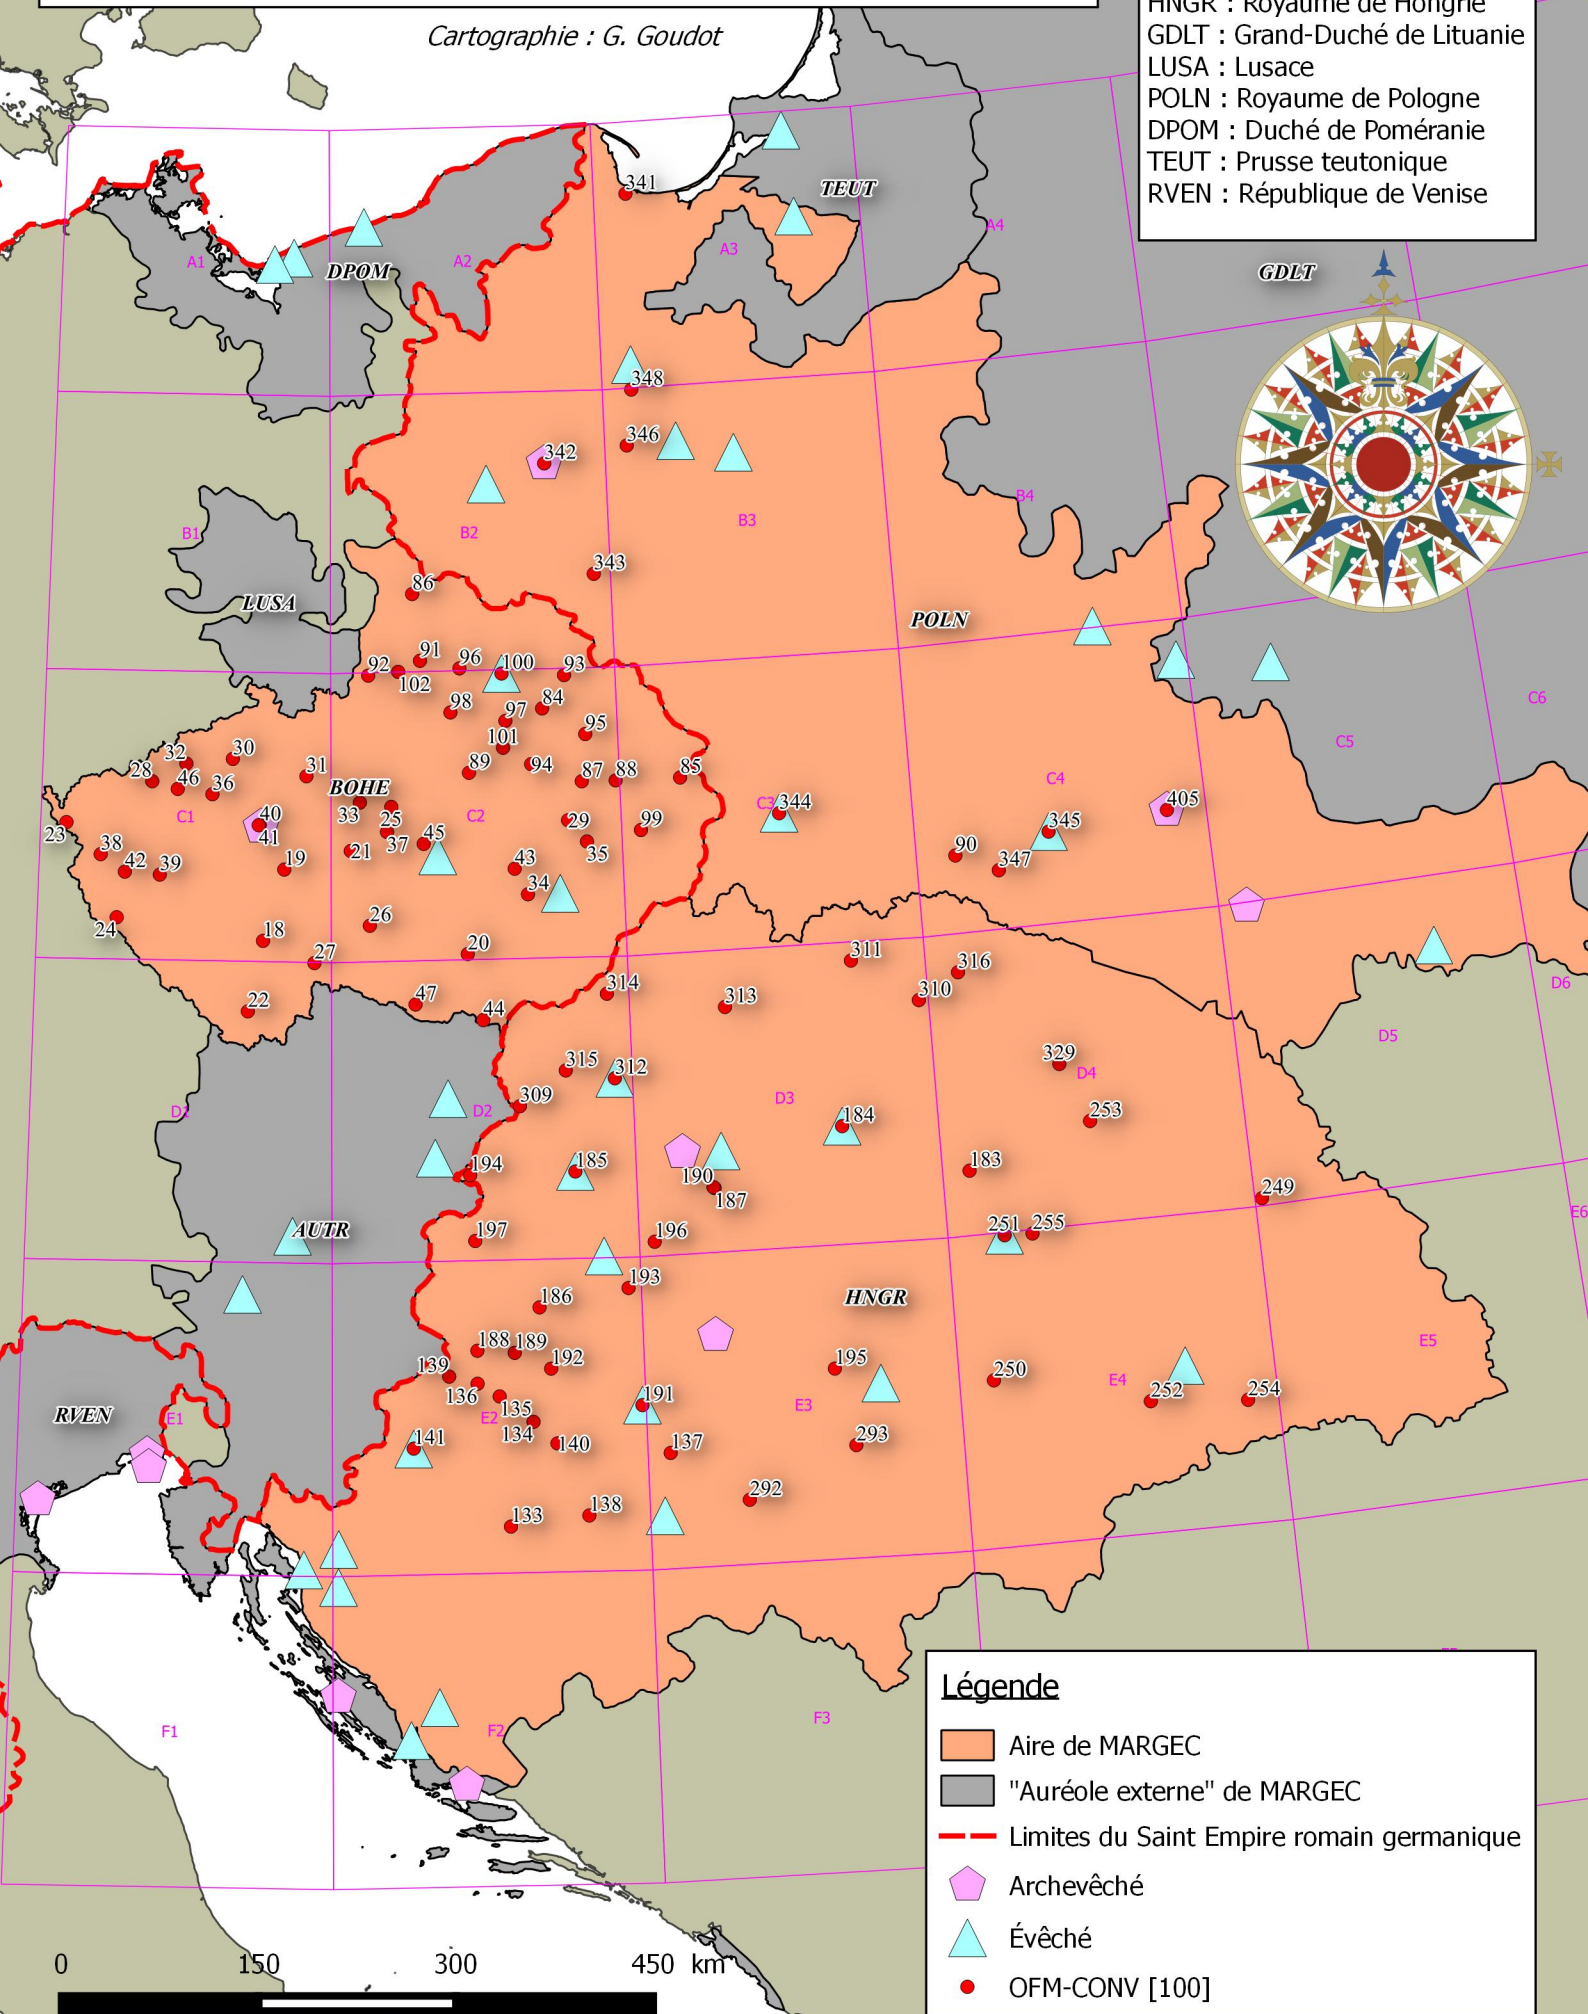 Cartographie : G. Goudot
HNGR : Royaume de Hongrie
GDLT : Grand-Duché de Lituanie
LUSA : Lusace
POLN : Royaume de Pologne
DPOM : Duché de Poméranie
TEUT : Prusse teutonique
RVEN : République de Venise
341
TEUT
A4
A3
A1
A2
DPOM
GDLT
348
346
342
B1
B2
B3
B4
343
86
LUSA
POLN
91
96
100
93
92
102
98
97
84
C6
101
95
C5
32
30
31
28
46
36
BOHE
89
94
87
88
85
C4
33
25
C1
C2
C3
344
405
40
41
23
37
45
29
99
345
38
21
35
90
42
39
19
43
347
34
24
26
18
27
20
311
316
22
47
44
314
313
310
D6
D5
315
312
329
D4
309
D1
D2
D3
184
253
194
185
190
187
183
249
E6
AUTR
197
196
251
255
193
186
HNGR
188
189
192
139
195
250
E5
136
191
E4
252
254
RVEN
E1
E2
135
E3
134
141
140
137
293
292
133
138
F1
F2
F3
Légende
Aire de MARGEC
"Auréole externe" de MARGEC
Limites du Saint Empire romain germanique
Archevêché
Évêché
OFM-CONV [100]
0 150 300 450 km